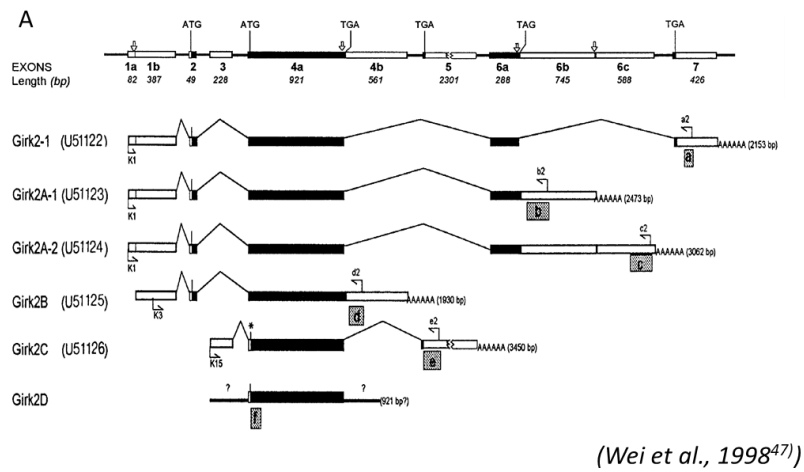 A
ATG ATG TGA TGA TAG TGA
EXONS 1a 1b 2 3 4a 4b 5 6a 6b 6c 7
Length (bp) 82 387 49 228 921 561 2301 288 745 588 426
Girk2-1 (U51122) K1 a2 a AAAAAA (2153 bp)
Girk2A-1 (U51123) K1 b2 b AAAAAA (2473 bp)
Girk2A-2 (U51124) K1 c2 c AAAAAA (3062 bp)
Girk2B (U51125) K3 d2 d AAAAAA (1930 bp)
Girk2C (U51126) K15 * e2 e AAAAAA (3450 bp)
Girk2D ? ? f (921 bp?)
(Wei et al., 199847))